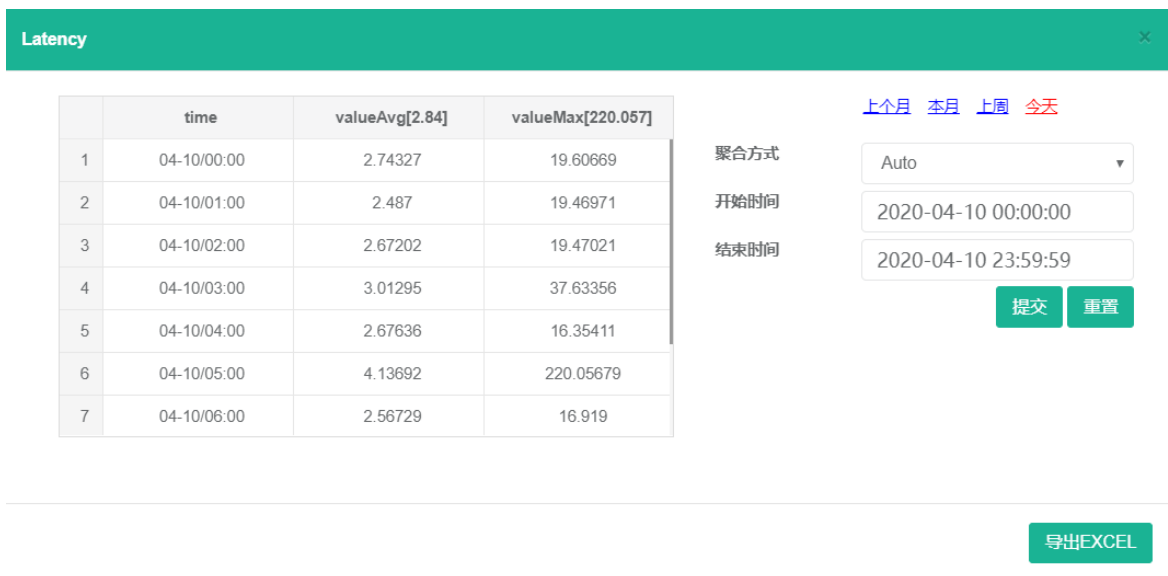 Latency ×
time valueAvg[2.84] valueMax[220.057]
1 04-10/00:00 2.74327 19.60669
2 04-10/01:00 2.487 19.46971
3 04-10/02:00 2.67202 19.47021
4 04-10/03:00 3.01295 37.63356
5 04-10/04:00 2.67636 16.35411
6 04-10/05:00 4.13692 220.05679
7 04-10/06:00 2.56729 16.919
上个月 本月 上周 今天
聚合方式 Auto
开始时间 2020-04-10 00:00:00
结束时间 2020-04-10 23:59:59
提交 重置
导出EXCEL